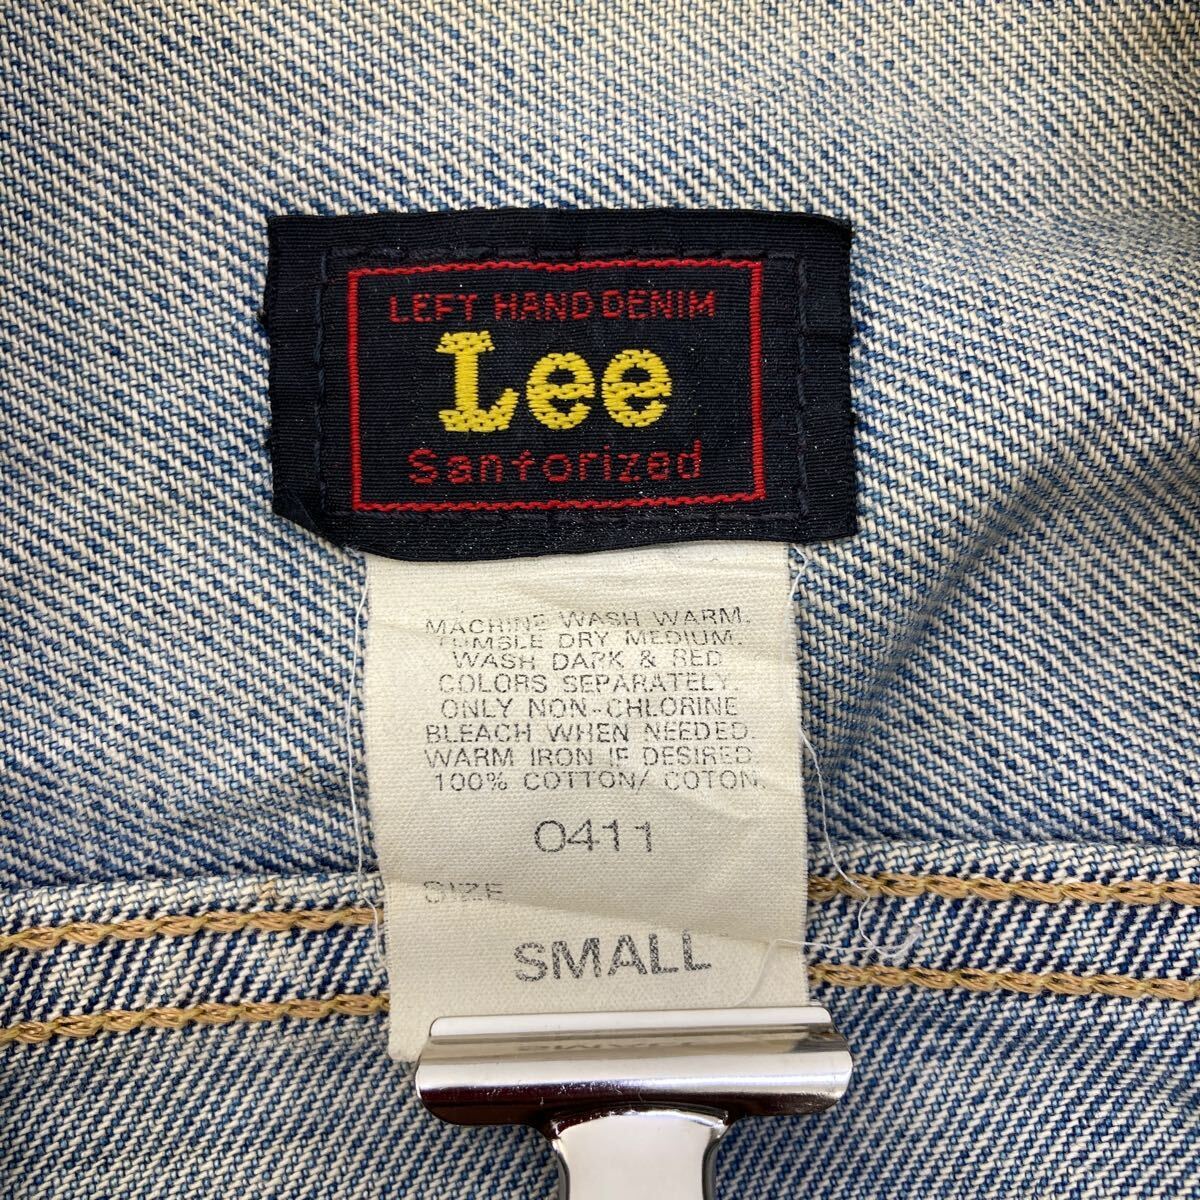 LEFT HAND DENIM
Lee
Sanforized
MACHINE WASH WARM.
TUMBLE DRY MEDIUM.
WASH DARK & RED
COLORS SEPARATELY
ONLY NON-CHLORINE
BLEACH WHEN NEEDED.
WARM IRON IF DESIRED.
100% COTTON/ COTON.
0411
SIZE
SMALL